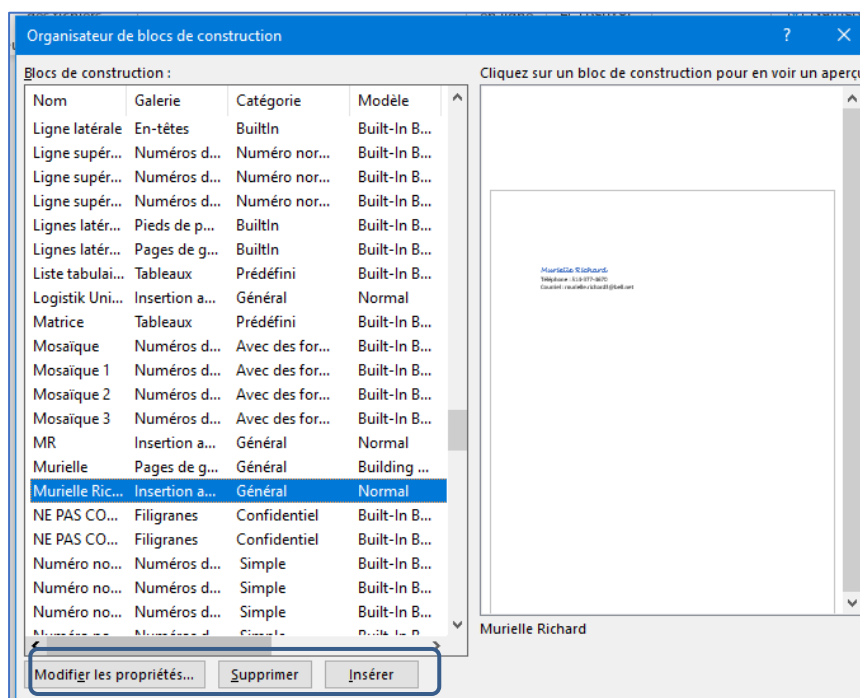 Organisateur de blocs de construction ?
Blocs de construction :
Cliquez sur un bloc de construction pour en voir un aperçu
Nom Galerie Catégorie Modèle
Ligne latérale En-têtes BuiltIn Built-In B...
Ligne supér... Numéros d... Numéro nor... Built-In B...
Ligne supér... Numéros d... Numéro nor... Built-In B...
Ligne supér... Numéros d... Numéro nor... Built-In B...
Lignes latér... Pieds de p... BuiltIn Built-In B...
Lignes latér... Pages de g... BuiltIn Built-In B...
Liste tabulai... Tableaux Prédéfini Built-In B...
Logistik Uni... Insertion a... Général Normal
Matrice Tableaux Prédéfini Built-In B...
Mosaïque Numéros d... Avec des for... Built-In B...
Mosaïque 1 Numéros d... Avec des for... Built-In B...
Mosaïque 2 Numéros d... Avec des for... Built-In B...
Mosaïque 3 Numéros d... Avec des for... Built-In B...
MR Insertion a... Général Normal
Murielle Pages de g... Général Building ...
Murielle Ric... Insertion a... Général Normal
NE PAS CO... Filigranes Confidentiel Built-In B...
NE PAS CO... Filigranes Confidentiel Built-In B...
Numéro no... Numéros d... Simple Built-In B...
Numéro no... Numéros d... Simple Built-In B...
Numéro no... Numéros d... Simple Built-In B...
Modifier les propriétés... Supprimer Insérer
Murielle Richard
Téléphone :
Courriel :
Murielle Richard